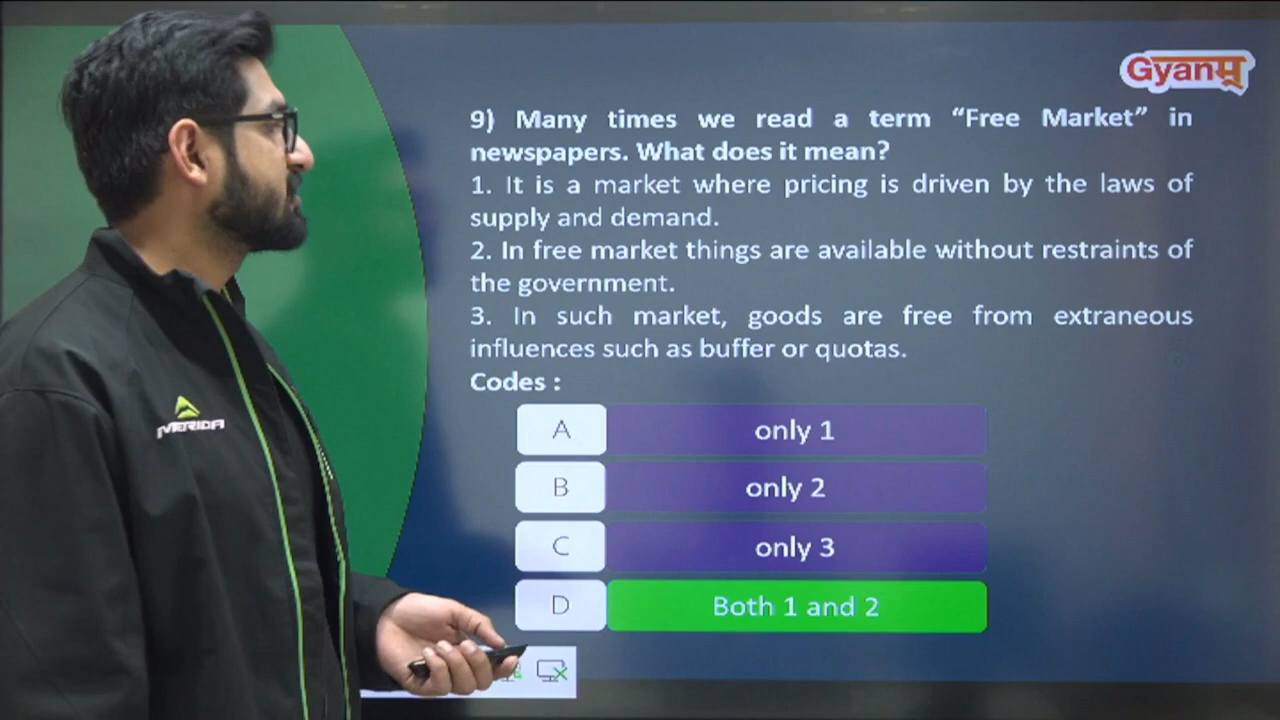 Gyanम्
9) Many times we read a term “Free Market” in
newspapers. What does it mean?
1. It is a market where pricing is driven by the laws of
supply and demand.
2. In free market things are available without restraints of
the government.
3. In such market, goods are free from extraneous
influences such as buffer or quotas.
Codes :
A only 1
B only 2
C only 3
D Both 1 and 2
MERIDA